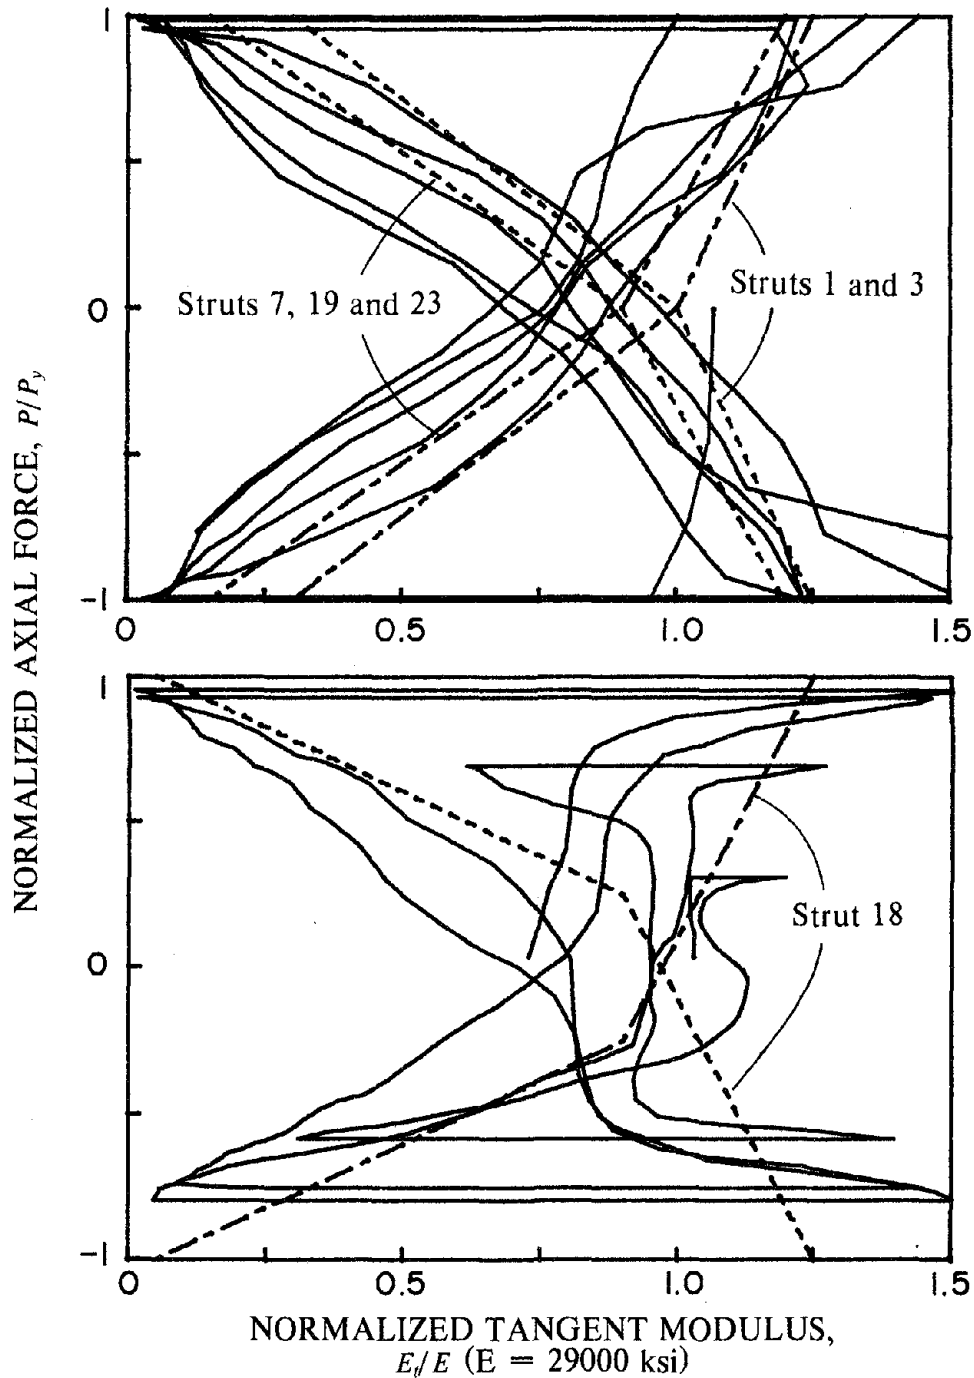 NORMALIZED AXIAL FORCE, P/Py
1
0
-1
0
0.5
1.0
1.5
Struts 7, 19 and 23
Struts 1 and 3
1
0
-1
0
0.5
1.0
1.5
Strut 18
NORMALIZED TANGENT MODULUS,
Et/E (E = 29000 ksi)